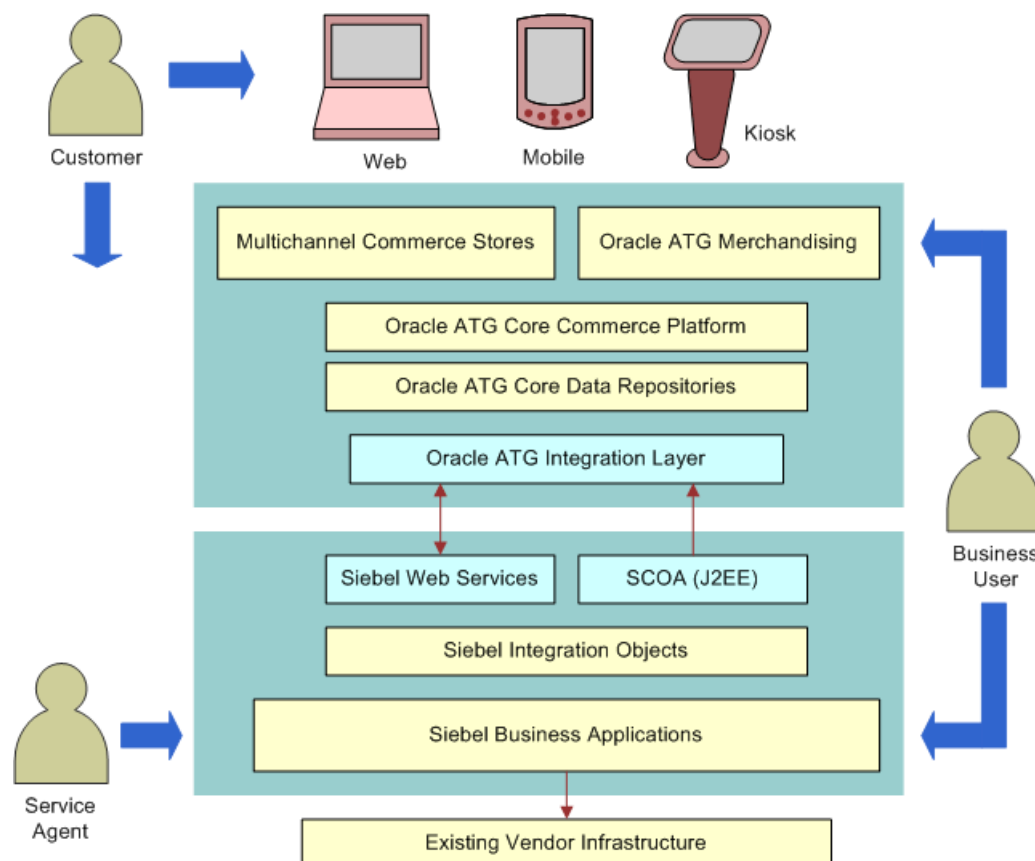 Customer
Web
Mobile
Kiosk
Multichannel Commerce Stores
Oracle ATG Merchandising
Oracle ATG Core Commerce Platform
Oracle ATG Core Data Repositories
Oracle ATG Integration Layer
Siebel Web Services
SCOA (J2EE)
Business
User
Siebel Integration Objects
Siebel Business Applications
Service
Agent
Existing Vendor Infrastructure